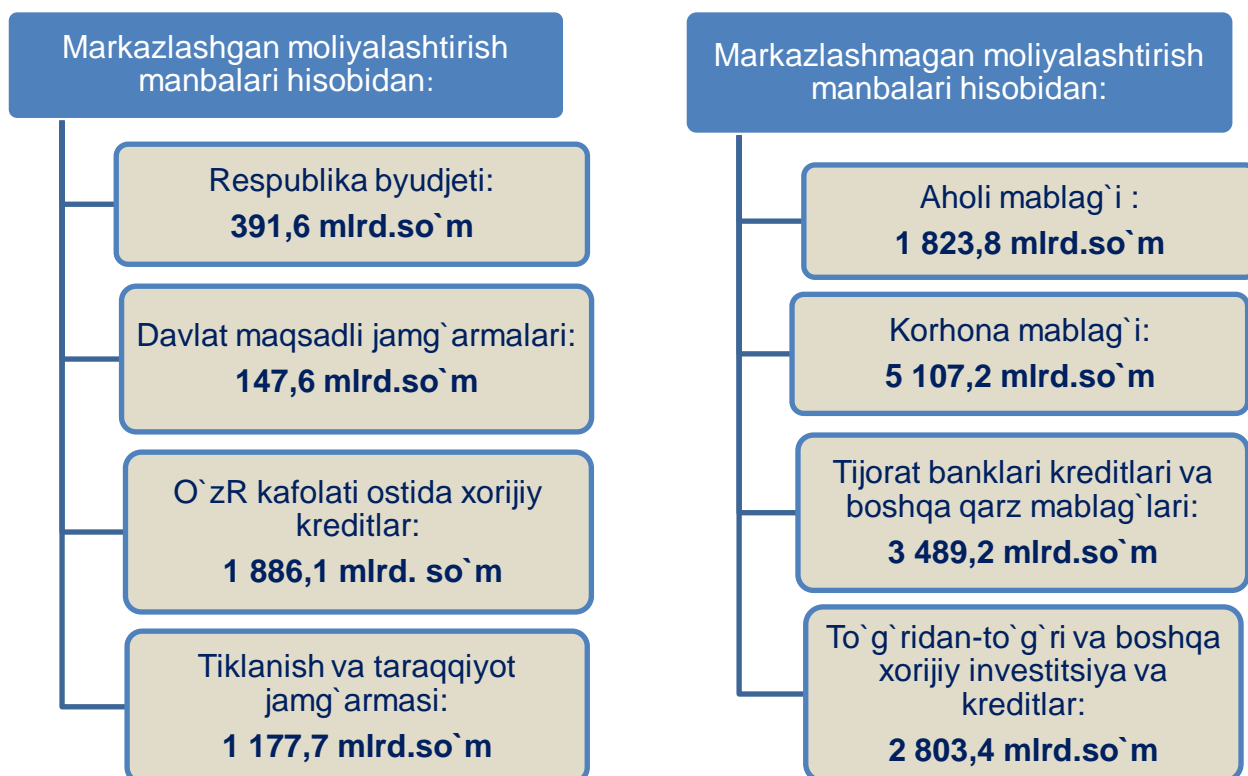 Markazlashgan moliyalashtirish
manbalari hisobidan:
Respublika byudjeti:
391,6 mlrd.so`m
Davlat maqsadli jamg`armalari:
147,6 mlrd.so`m
O`zR kafolati ostida xorijiy
kreditlar:
1 886,1 mlrd. so`m
Tiklanish va taraqqiyot
jamg`armasi:
1 177,7 mlrd.so`m
Markazlashmagan moliyalashtirish
manbalari hisobidan:
Aholi mablag`i :
1 823,8 mlrd.so`m
Korhona mablag`i:
5 107,2 mlrd.so`m
Tijorat banklari kreditlari va
boshqa qarz mablag`lari:
3 489,2 mlrd.so`m
To`g`ridan-to`g`ri va boshqa
xorijiy investitsiya va
kreditlar:
2 803,4 mlrd.so`m